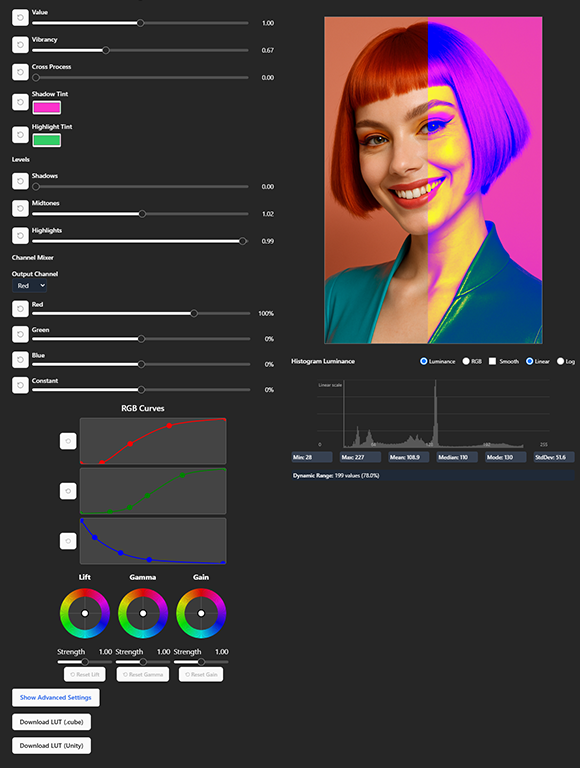 Value
1.00
Vibrancy
0.67
Cross Process
0.00
Shadow Tint
Highlight Tint
Levels
Shadows
0.00
Midtones
1.02
Highlights
0.99
Channel Mixer
Output Channel
Red
Red
100%
Green
0%
Blue
0%
Constant
0%
RGB Curves
Lift Gamma Gain
Strength 1.00 Strength 1.00 Strength 1.00
Reset Lift Reset Gamma Reset Gain
Show Advanced Settings
Download LUT (.cube)
Download LUT (Unity)
Histogram Luminance
Luminance RGB Smooth Linear Log
Linear scale
0 255
Min: 28 Max: 227 Mean: 108.9 Median: 110 Mode: 130 StdDev: 51.6
Dynamic Range: 199 values (78.0%)